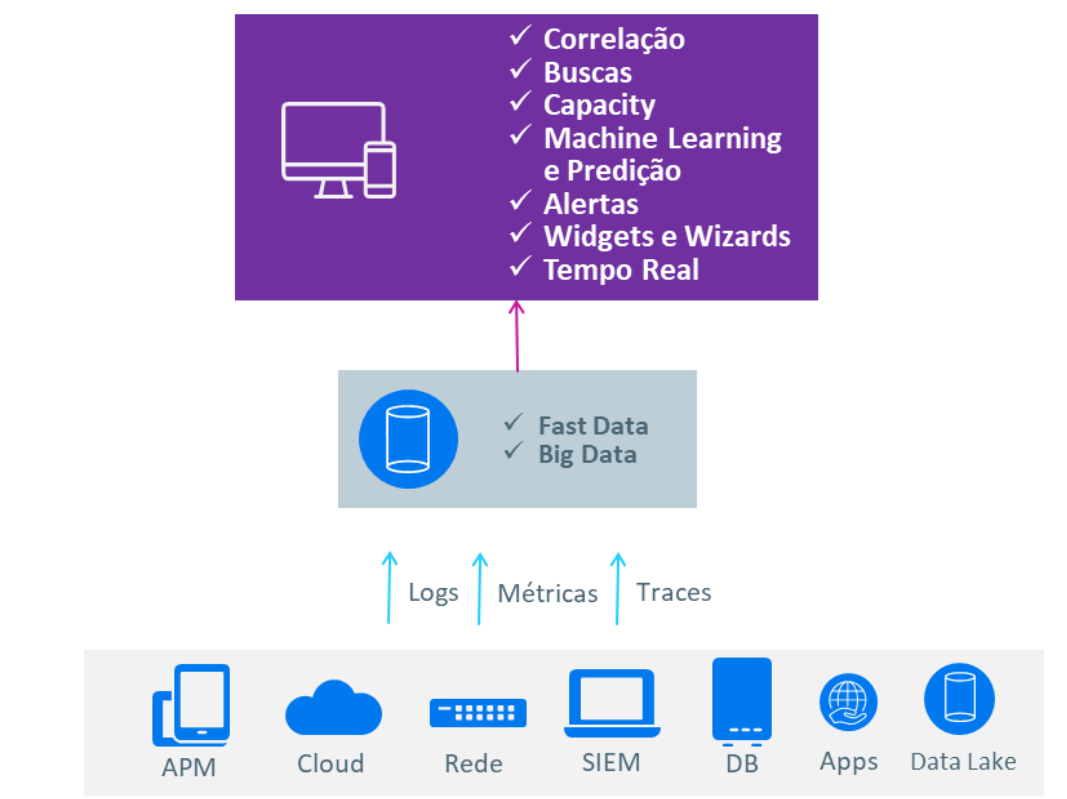 Correlação
Buscas
Capacity
Machine Learning
e Predição
Alertas
Widgets e Wizards
Tempo Real
Fast Data
Big Data
Logs
Métricas
Traces
APM
Cloud
Rede
SIEM
DB
Apps
Data Lake